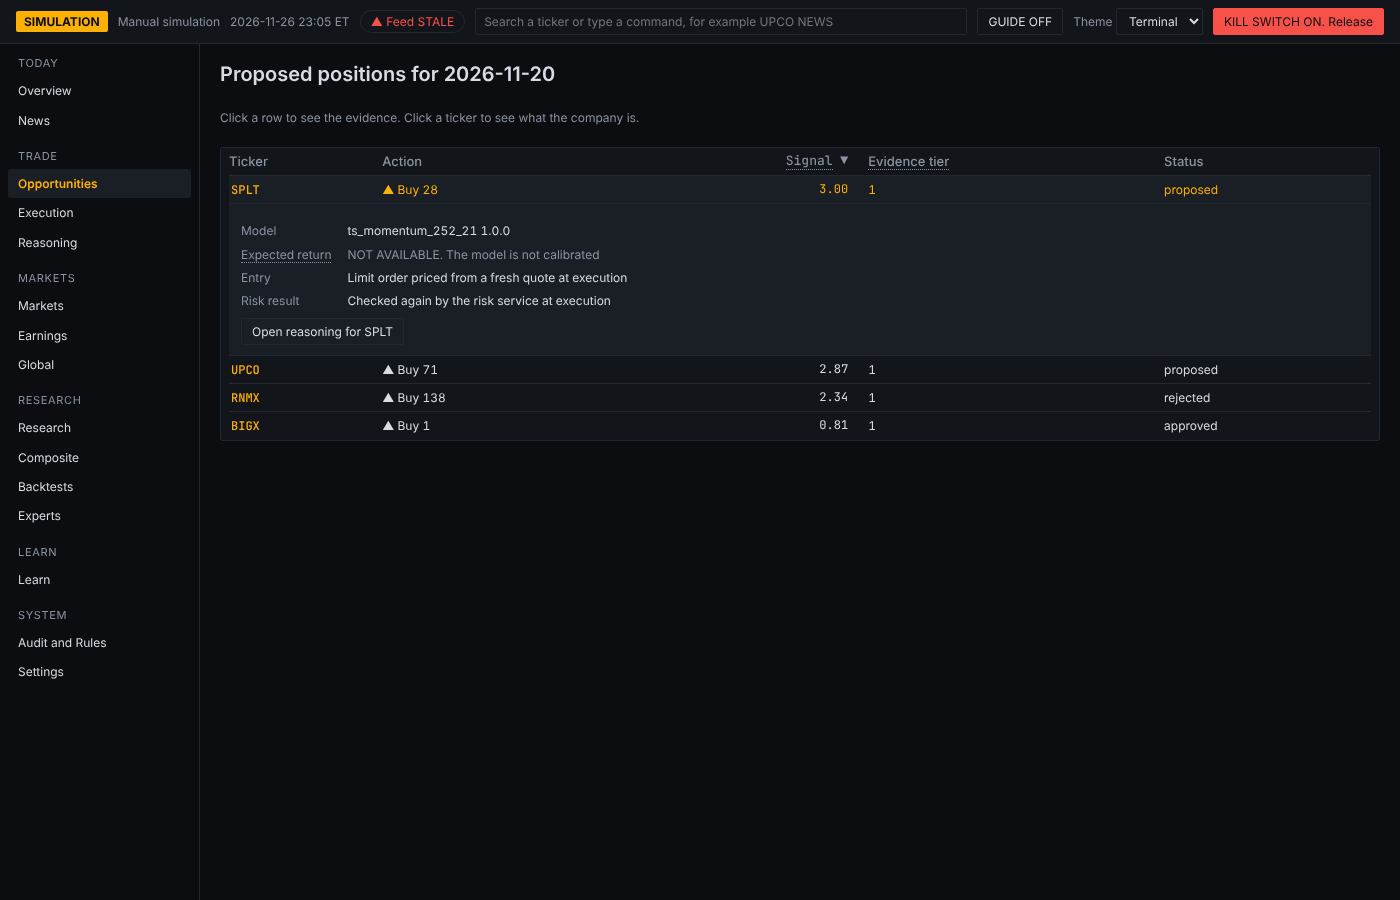 SIMULATION Manual simulation 2026-11-26 23:05 ET ▲ Feed STALE Search a ticker or type a command, for example UPCO NEWS GUIDE OFF Theme Terminal KILL SWITCH ON. Release
TODAY
Overview
News
TRADE
Opportunities
Execution
Reasoning
MARKETS
Markets
Earnings
Global
RESEARCH
Research
Composite
Backtests
Experts
LEARN
Learn
SYSTEM
Audit and Rules
Settings
Proposed positions for 2026-11-20
Click a row to see the evidence. Click a ticker to see what the company is.
Ticker Action Signal ▼ Evidence tier Status
SPLT ▲ Buy 28 3.00 1 proposed
Model ts_momentum_252_21 1.0.0
Expected return NOT AVAILABLE. The model is not calibrated
Entry Limit order priced from a fresh quote at execution
Risk result Checked again by the risk service at execution
Open reasoning for SPLT
UPCO ▲ Buy 71 2.87 1 proposed
RNMX ▲ Buy 138 2.34 1 rejected
BIGX ▲ Buy 1 0.81 1 approved